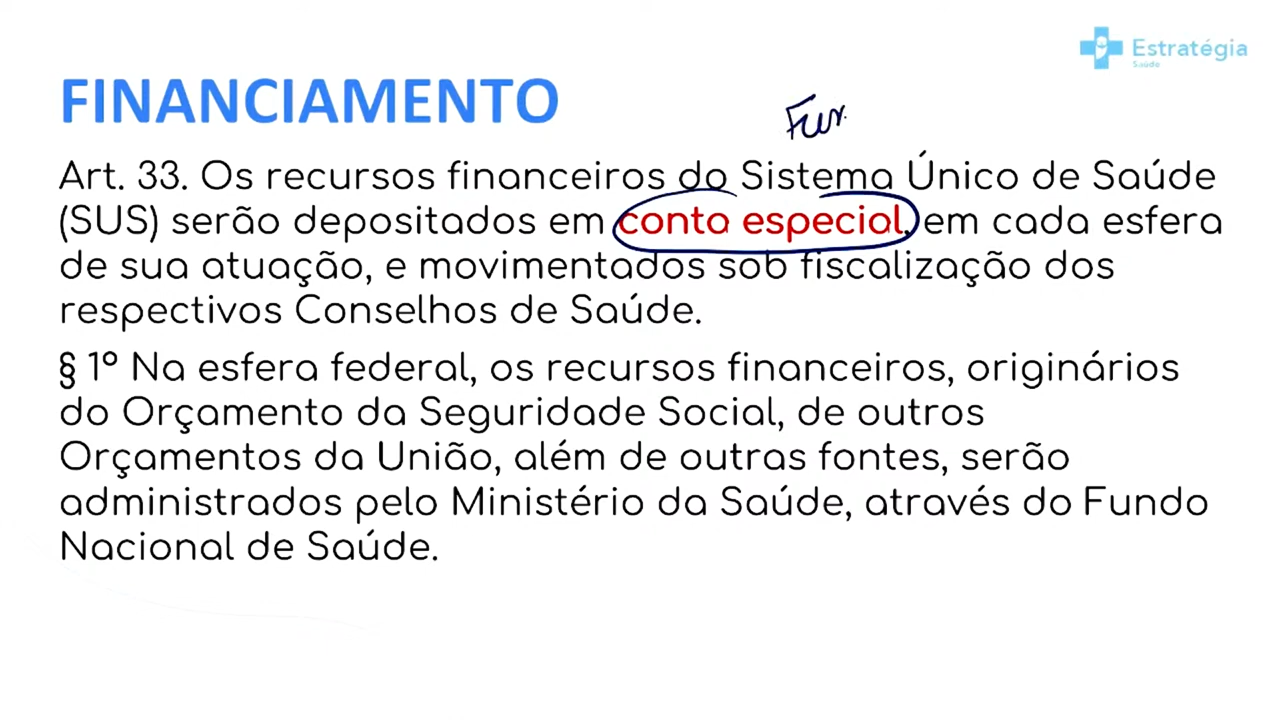 Estratégia
Saúde
FINANCIAMENTO
Fun
Art. 33. Os recursos financeiros do Sistema Único de Saúde
(SUS) serão depositados em conta especial, em cada esfera
de sua atuação, e movimentados sob fiscalização dos
respectivos Conselhos de Saúde.
§ 1º Na esfera federal, os recursos financeiros, originários
do Orçamento da Seguridade Social, de outros
Orçamentos da União, além de outras fontes, serão
administrados pelo Ministério da Saúde, através do Fundo
Nacional de Saúde.